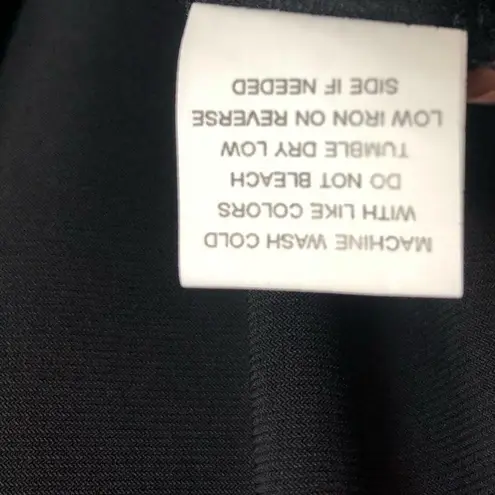 MACHINE WASH COLD
WITH LIKE COLORS
DO NOT BLEACH
TUMBLE DRY LOW
LOW IRON ON REVERSE
SIDE IF NEEDED